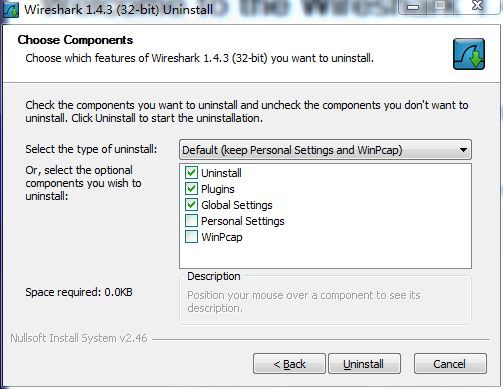 the Wireshark
Wireshark 1.4.3 (32-bit) Uninstall
Choose Components
Choose which features of Wireshark 1.4.3 (32-bit) you want to uninstall.
Check the components you want to uninstall and uncheck the components you don't want to
uninstall. Click Uninstall to start the uninstallation.
Select the type of uninstall:
Default (keep Personal Settings and WinPcap)
Or, select the optional
components you wish to
uninstall:
Uninstall
Plugins
Global Settings
Personal Settings
WinPcap
Space required: 0.0KB
Description
Position your mouse over a component to see its
description.
Nullsoft Install System v2.46
< Back
Uninstall
Cancel